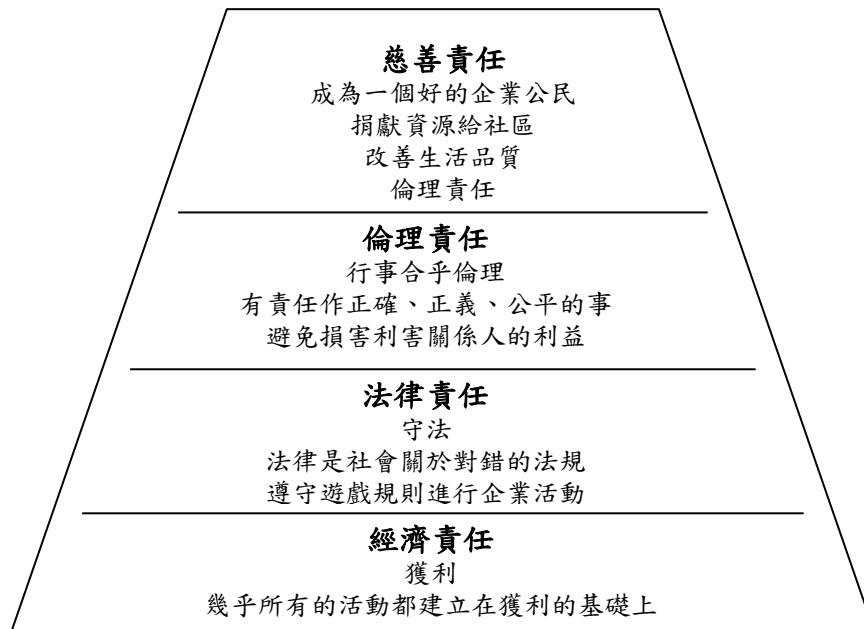 慈善責任
成為一個好的企業公民
捐獻資源給社區
改善生活品質
倫理責任
倫理責任
行事合乎倫理
有責任作正確、正義、公平的事
避免損害利害關係人的利益
法律責任
守法
法律是社會關於對錯的法規
遵守遊戲規則進行企業活動
經濟責任
獲利
幾乎所有的活動都建立在獲利的基礎上